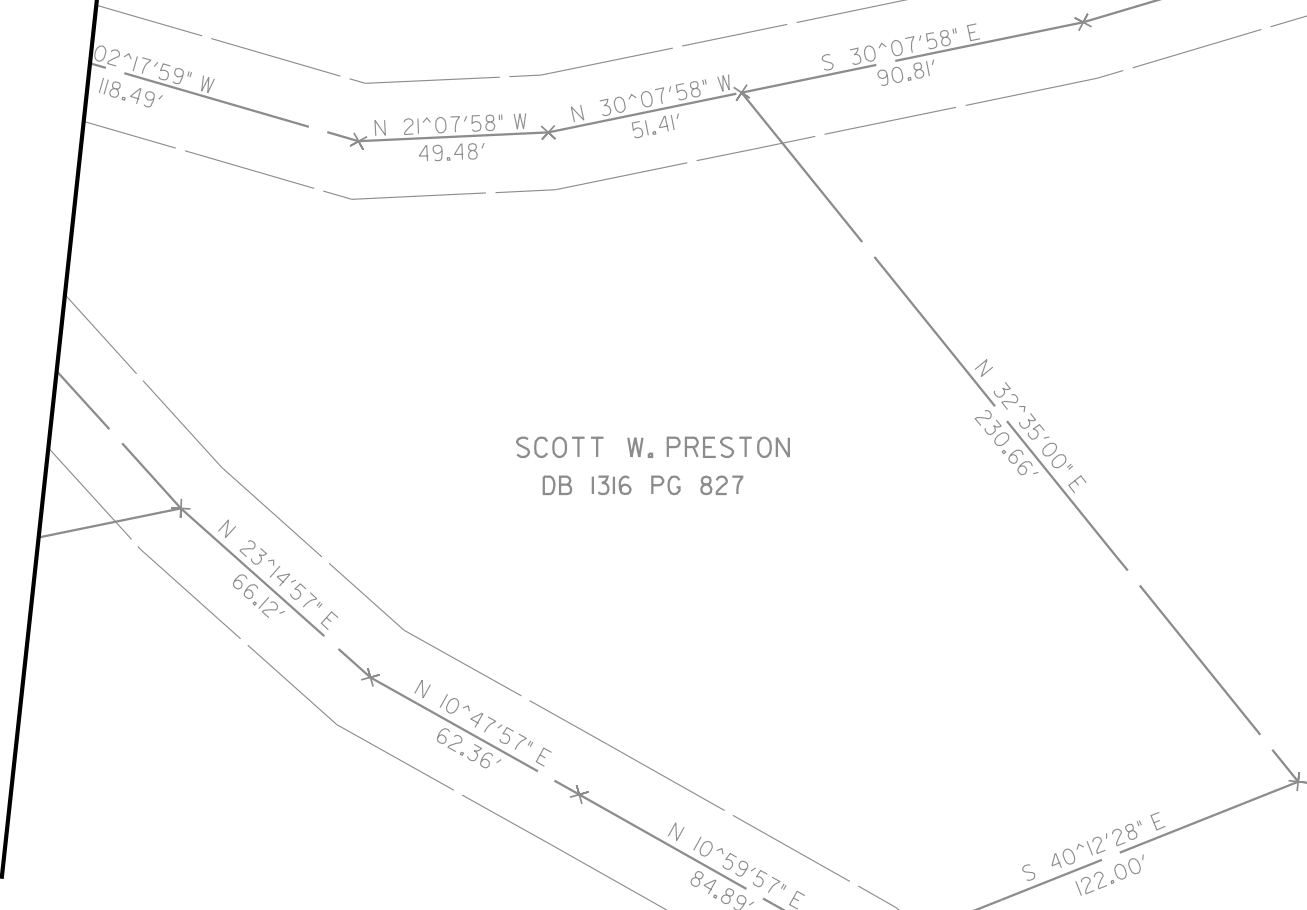 S 30^07'58" E
90.81'
02^17'59" W
118.49'
N 30^07'58" W
51.41'
N 21^07'58" W
49.48'
N 32^35'00" E
230.66'
SCOTT W. PRESTON
DB 1316 PG 827
N 23^14'57" E
66.12'
N 10^47'57" E
62.36'
N 10^59'57" E
84.89'
S 40^12'28" E
122.00'